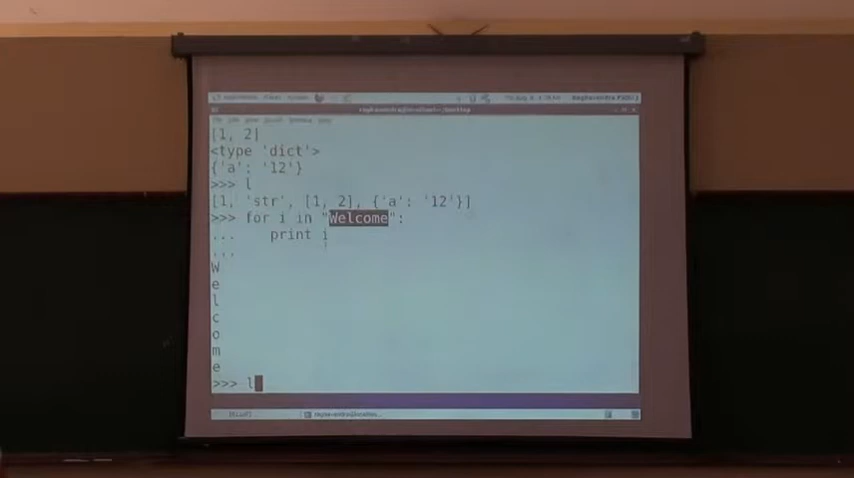 [1, 2]
<type 'dict'>
{'a': '12'}
>>> l
[1, 'str', [1, 2], {'a': '12'}]
>>> for i in "Welcome":
...    print i
...
W
e
l
c
o
m
e
>>> l